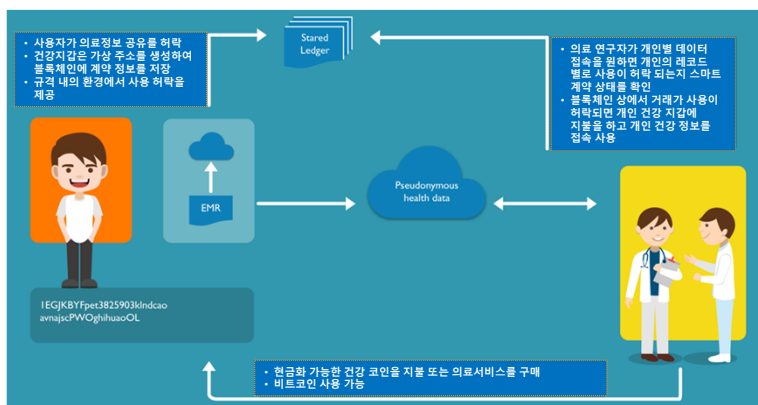 • 사용자가 의료정보 공유를 허락
• 건강지갑은 가상 주소를 생성하여
블록체인에 계약 정보를 저장
• 규격 내의 환경에서 사용 허락을
제공
Stared
Ledger
• 의료 연구자가 개인별 데이터
접속을 원하면 개인의 레코드
별로 사용이 허락 되는지 스마트
계약 상태를 확인
• 블록체인 상에서 거래가 사용이
허락되면 개인 건강 지갑에
지불을 하고 개인 건강 정보를
접속 사용
EMR
Pseudonymous
health data
1EGJKBYFpet3825903klndcao
avnajscPWOghihuaoOL
• 현금화 가능한 건강 코인을 지불 또는 의료서비스를 구매
• 비트코인 사용 가능